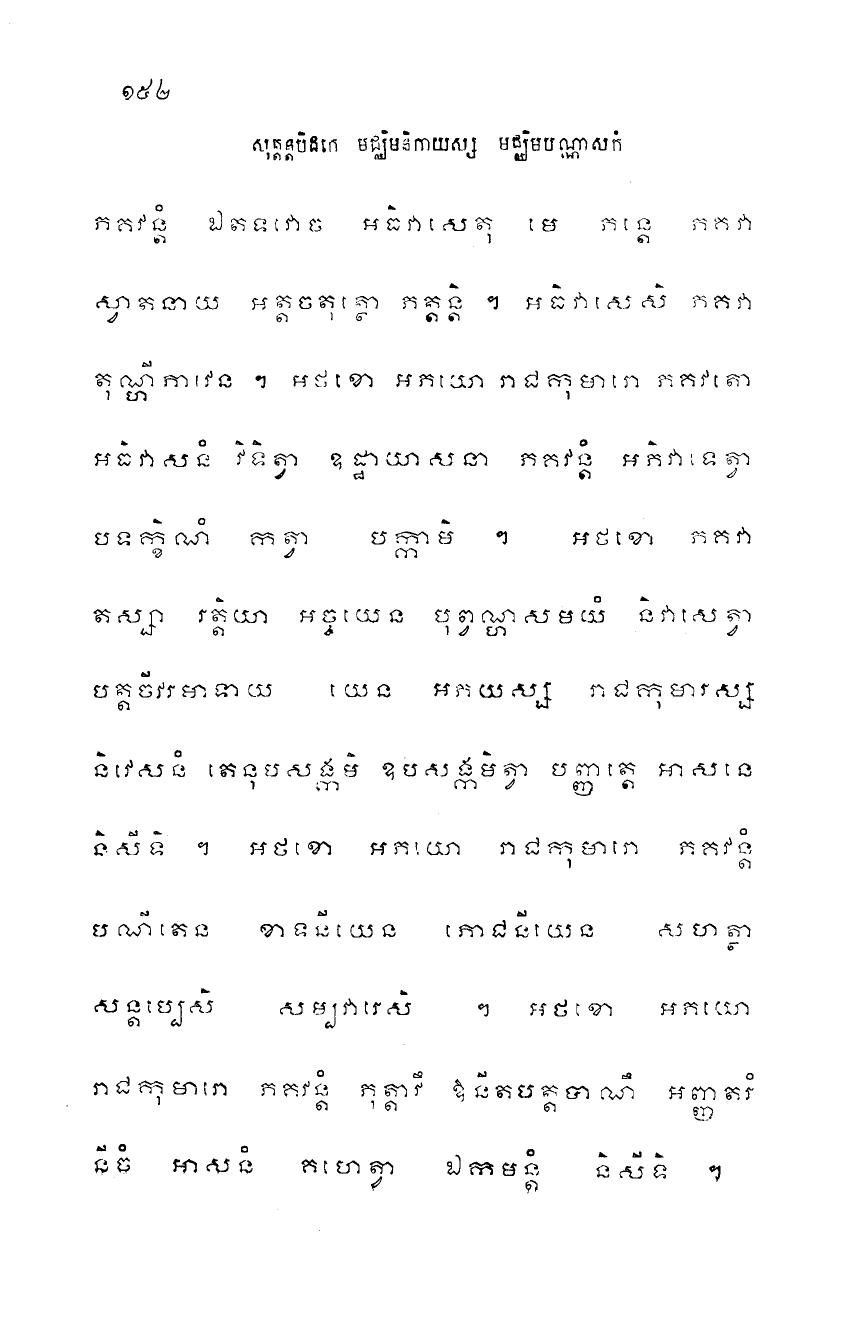 ១៥២
សុត្តន្តបិដកេ មជ្ឈិមនិកាយស្ស មជ្ឈិមបណ្ណាសកំ
ភគវន្តំ ឯតទវោច អធិវាសេតុ មេ ភន្តេ ភគវា
ស្វាតនាយ អត្តចតុត្ថោ ភត្តន្តិ ។ អធិវាសេសិ ភគវា
តុណ្ហីភាវេន ។ អថខោ អភយោ រាជកុមារោ ភគវតោ
អធិវាសនំ វិទិត្វា ឧដ្ឋាយាសនា ភគវន្តំ អភិវាទេត្វា
បទក្ខិណំ កត្វា បក្កាមិ ។ អថខោ ភគវា
តស្សា រត្តិយា អច្ចយេន បុព្វណ្ហសមយំ និវាសេត្វា
បត្តចីវរមាទាយ យេន អភយស្ស រាជកុមារស្ស
និវេសនំ តេនុបសង្កមិ ឧបសង្កមិត្វា បញ្ញត្តេ អាសនេ
និសីទិ ។ អថខោ អភយោ រាជកុមារោ ភគវន្តំ
បណីតេន ខាទនីយេន ភោជនីយេន សហត្ថា
សន្តប្បេសិ សម្បវារេសិ ។ អថខោ អភយោ
រាជកុមារោ ភគវន្តំ ភុត្តាវឹ ឱនីតបត្តបាណឹ អញ្ញតរំ
នីចំ អាសនំ គហេត្វា ឯកមន្តំ និសីទិ ។